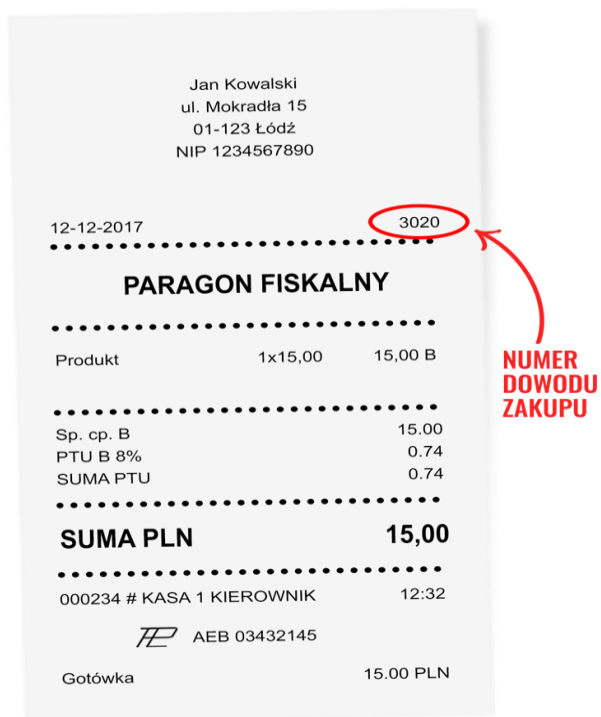 Jan Kowalski
ul. Mokradła 15
01-123 Łódź
NIP 1234567890
12-12-2017 3020
PARAGON FISKALNY
Produkt 1x15,00 15,00 B
Sp. cp. B 15.00
PTU B 8% 0.74
SUMA PTU 0.74
SUMA PLN 15,00
000234 # KASA 1 KIEROWNIK 12:32
AEB 03432145
Gotówka 15.00 PLN
NUMER
DOWODU
ZAKUPU